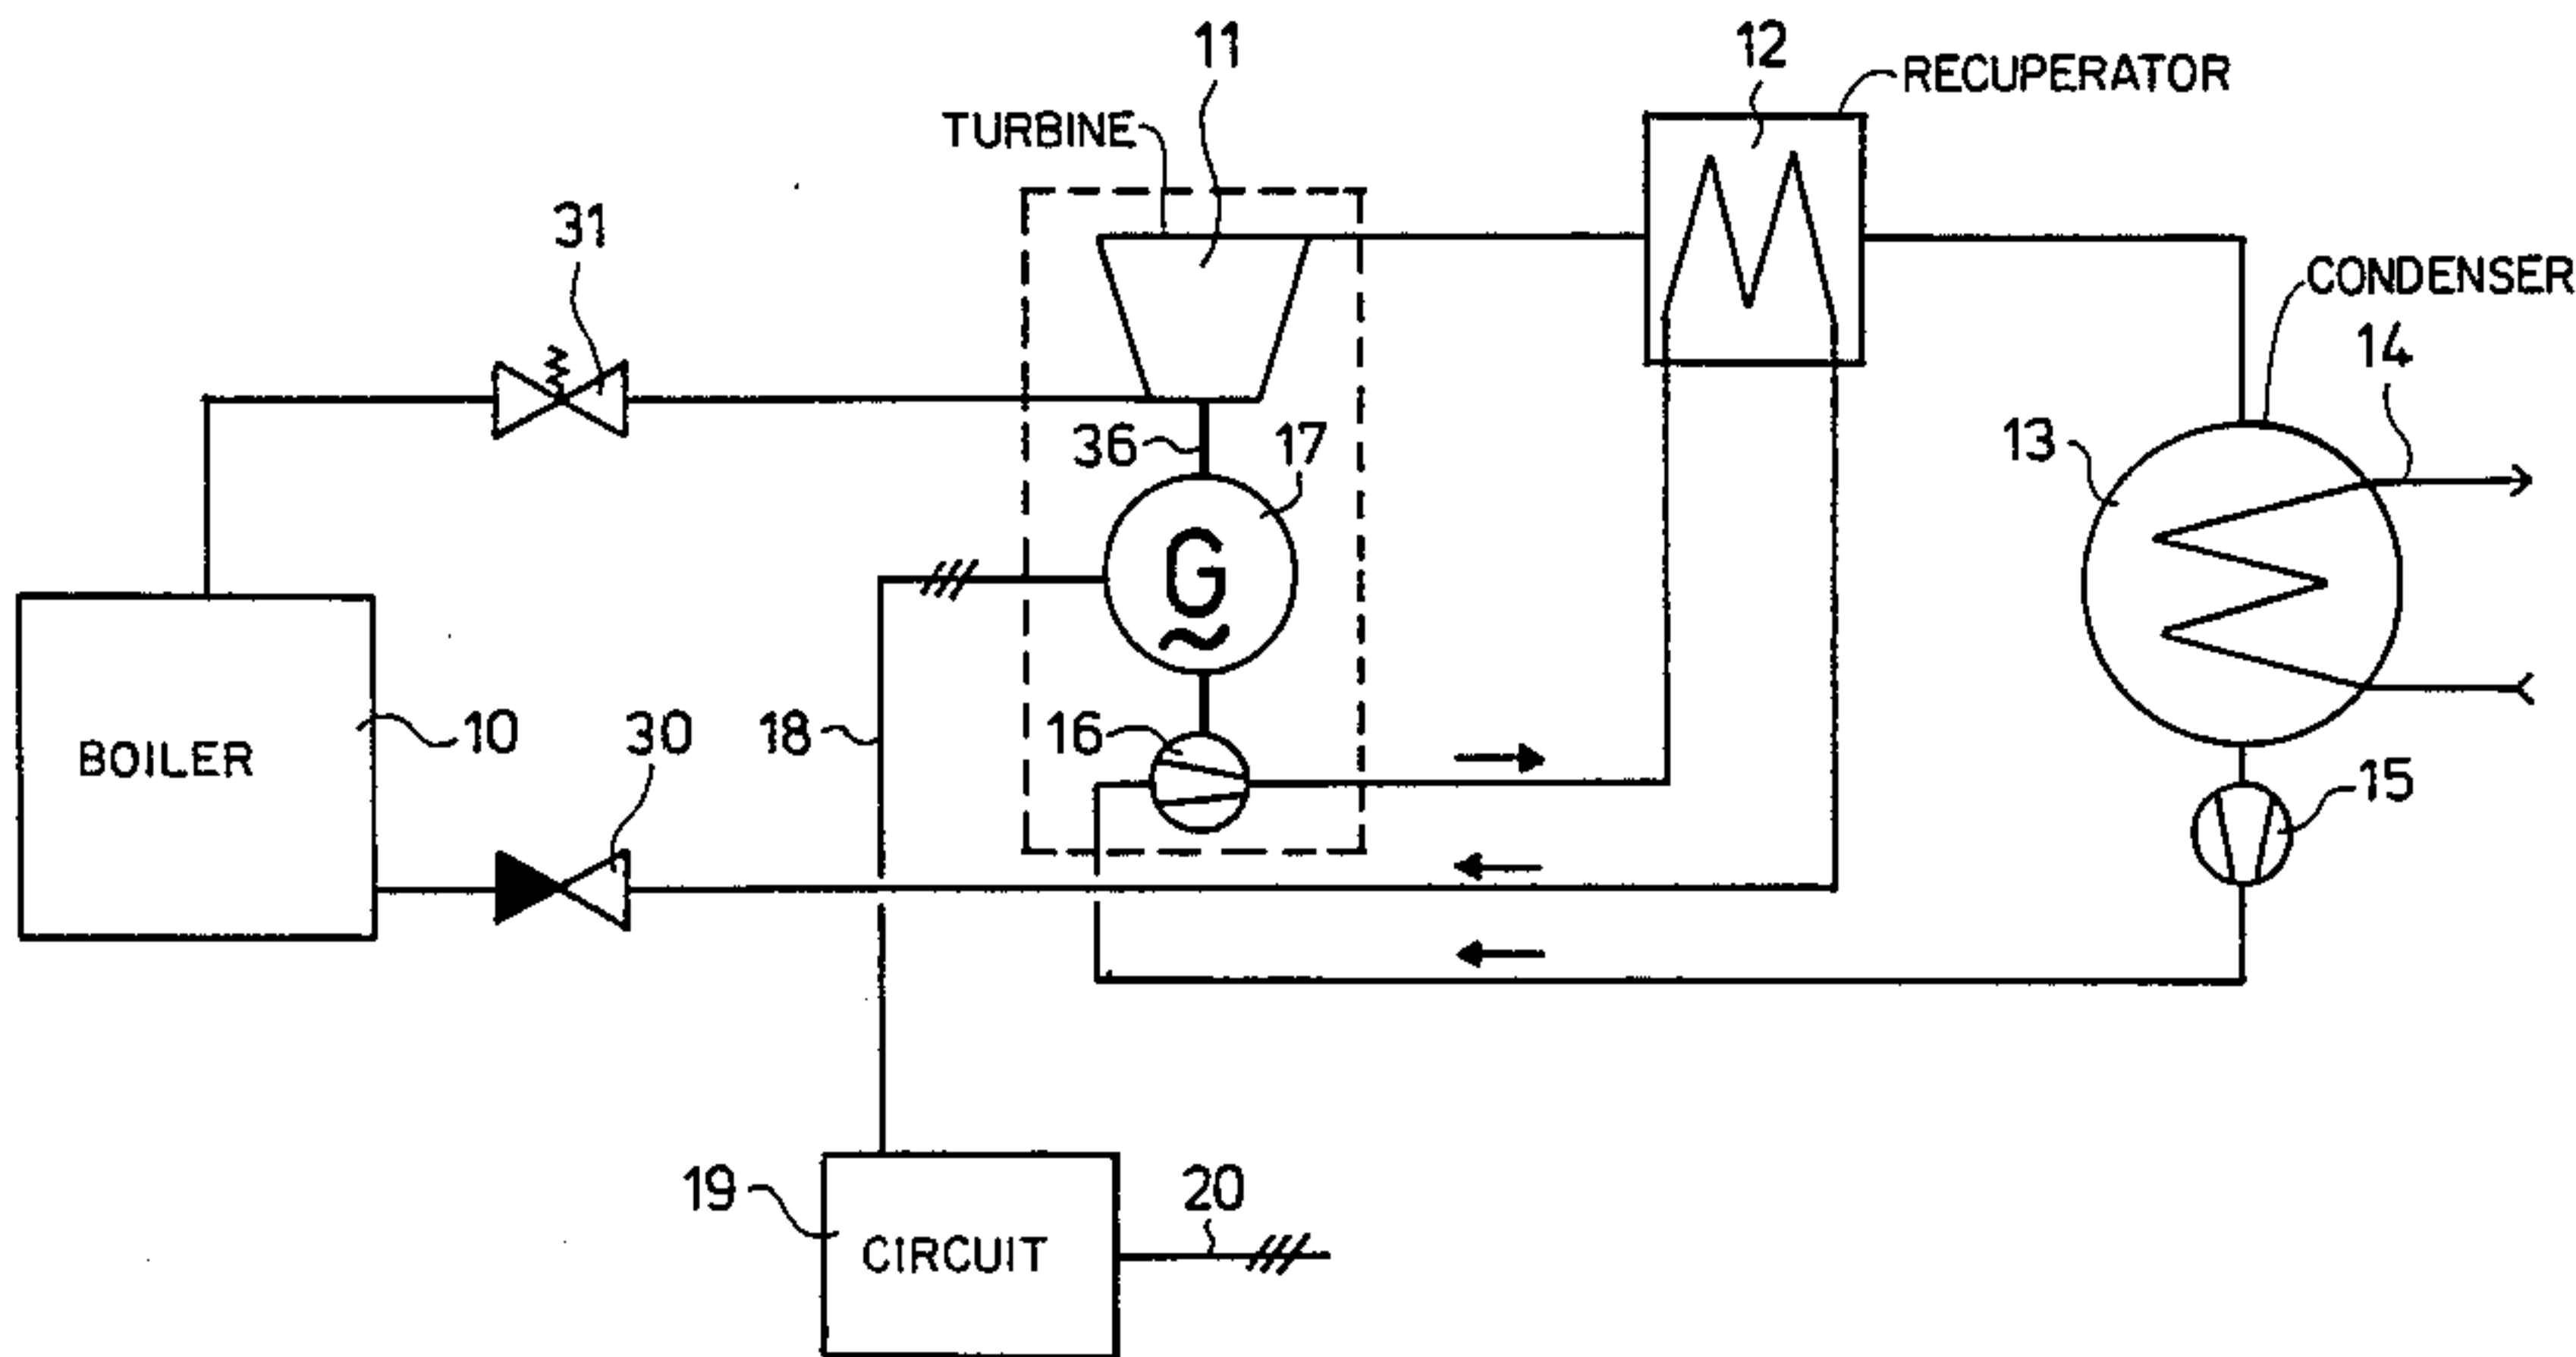 11
12
RECUPERATOR
TURBINE
31
CONDENSER
14
36
17
13
G
~
18
16
10
30
BOILER
15
19
20
CIRCUIT